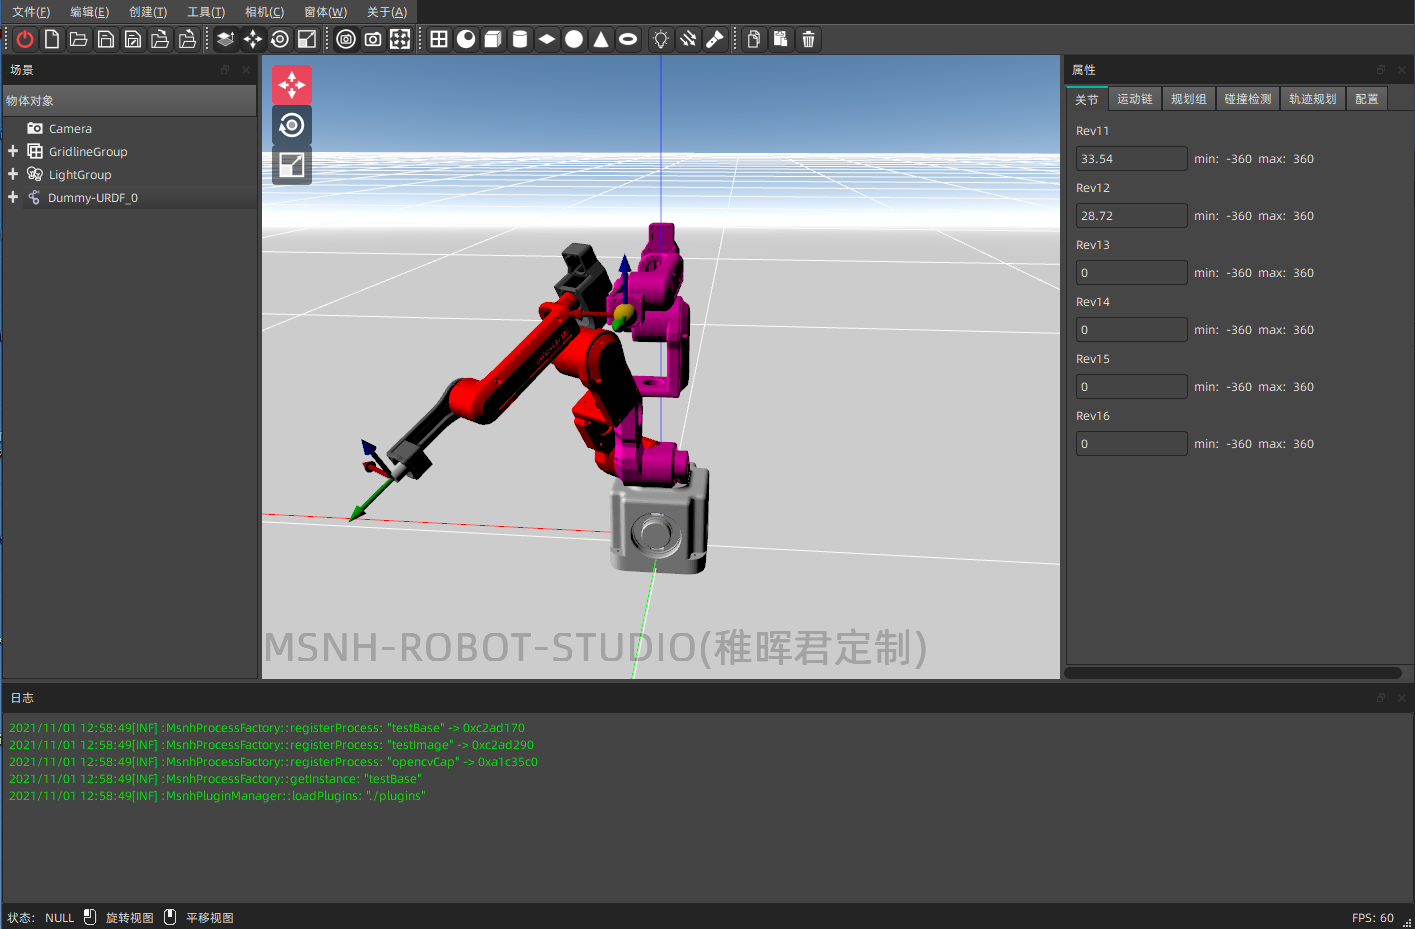 文件(F) 编辑(E) 创建(T) 工具(T) 相机(C) 窗体(W) 关于(A)
场景
物体对象
Camera
GridlineGroup
LightGroup
Dummy-URDF_0
MSNH-ROBOT-STUDIO(稚晖君定制)
属性
关节 运动链 规划组 碰撞检测 轨迹规划 配置
Rev11
33.54 min: -360 max: 360
Rev12
28.72 min: -360 max: 360
Rev13
0 min: -360 max: 360
Rev14
0 min: -360 max: 360
Rev15
0 min: -360 max: 360
Rev16
0 min: -360 max: 360
日志
2021/11/01 12:58:49[INF] :MsnhProcessFactory::registerProcess: "testBase" -> 0xc2ad170
2021/11/01 12:58:49[INF] :MsnhProcessFactory::registerProcess: "testImage" -> 0xc2ad290
2021/11/01 12:58:49[INF] :MsnhProcessFactory::registerProcess: "opencvCap" -> 0xa1c35c0
2021/11/01 12:58:49[INF] :MsnhProcessFactory::getInstance: "testBase"
2021/11/01 12:58:49[INF] :MsnhPluginManager::loadPlugins: "./plugins"
状态: NULL 旋转视图 平移视图 FPS: 60